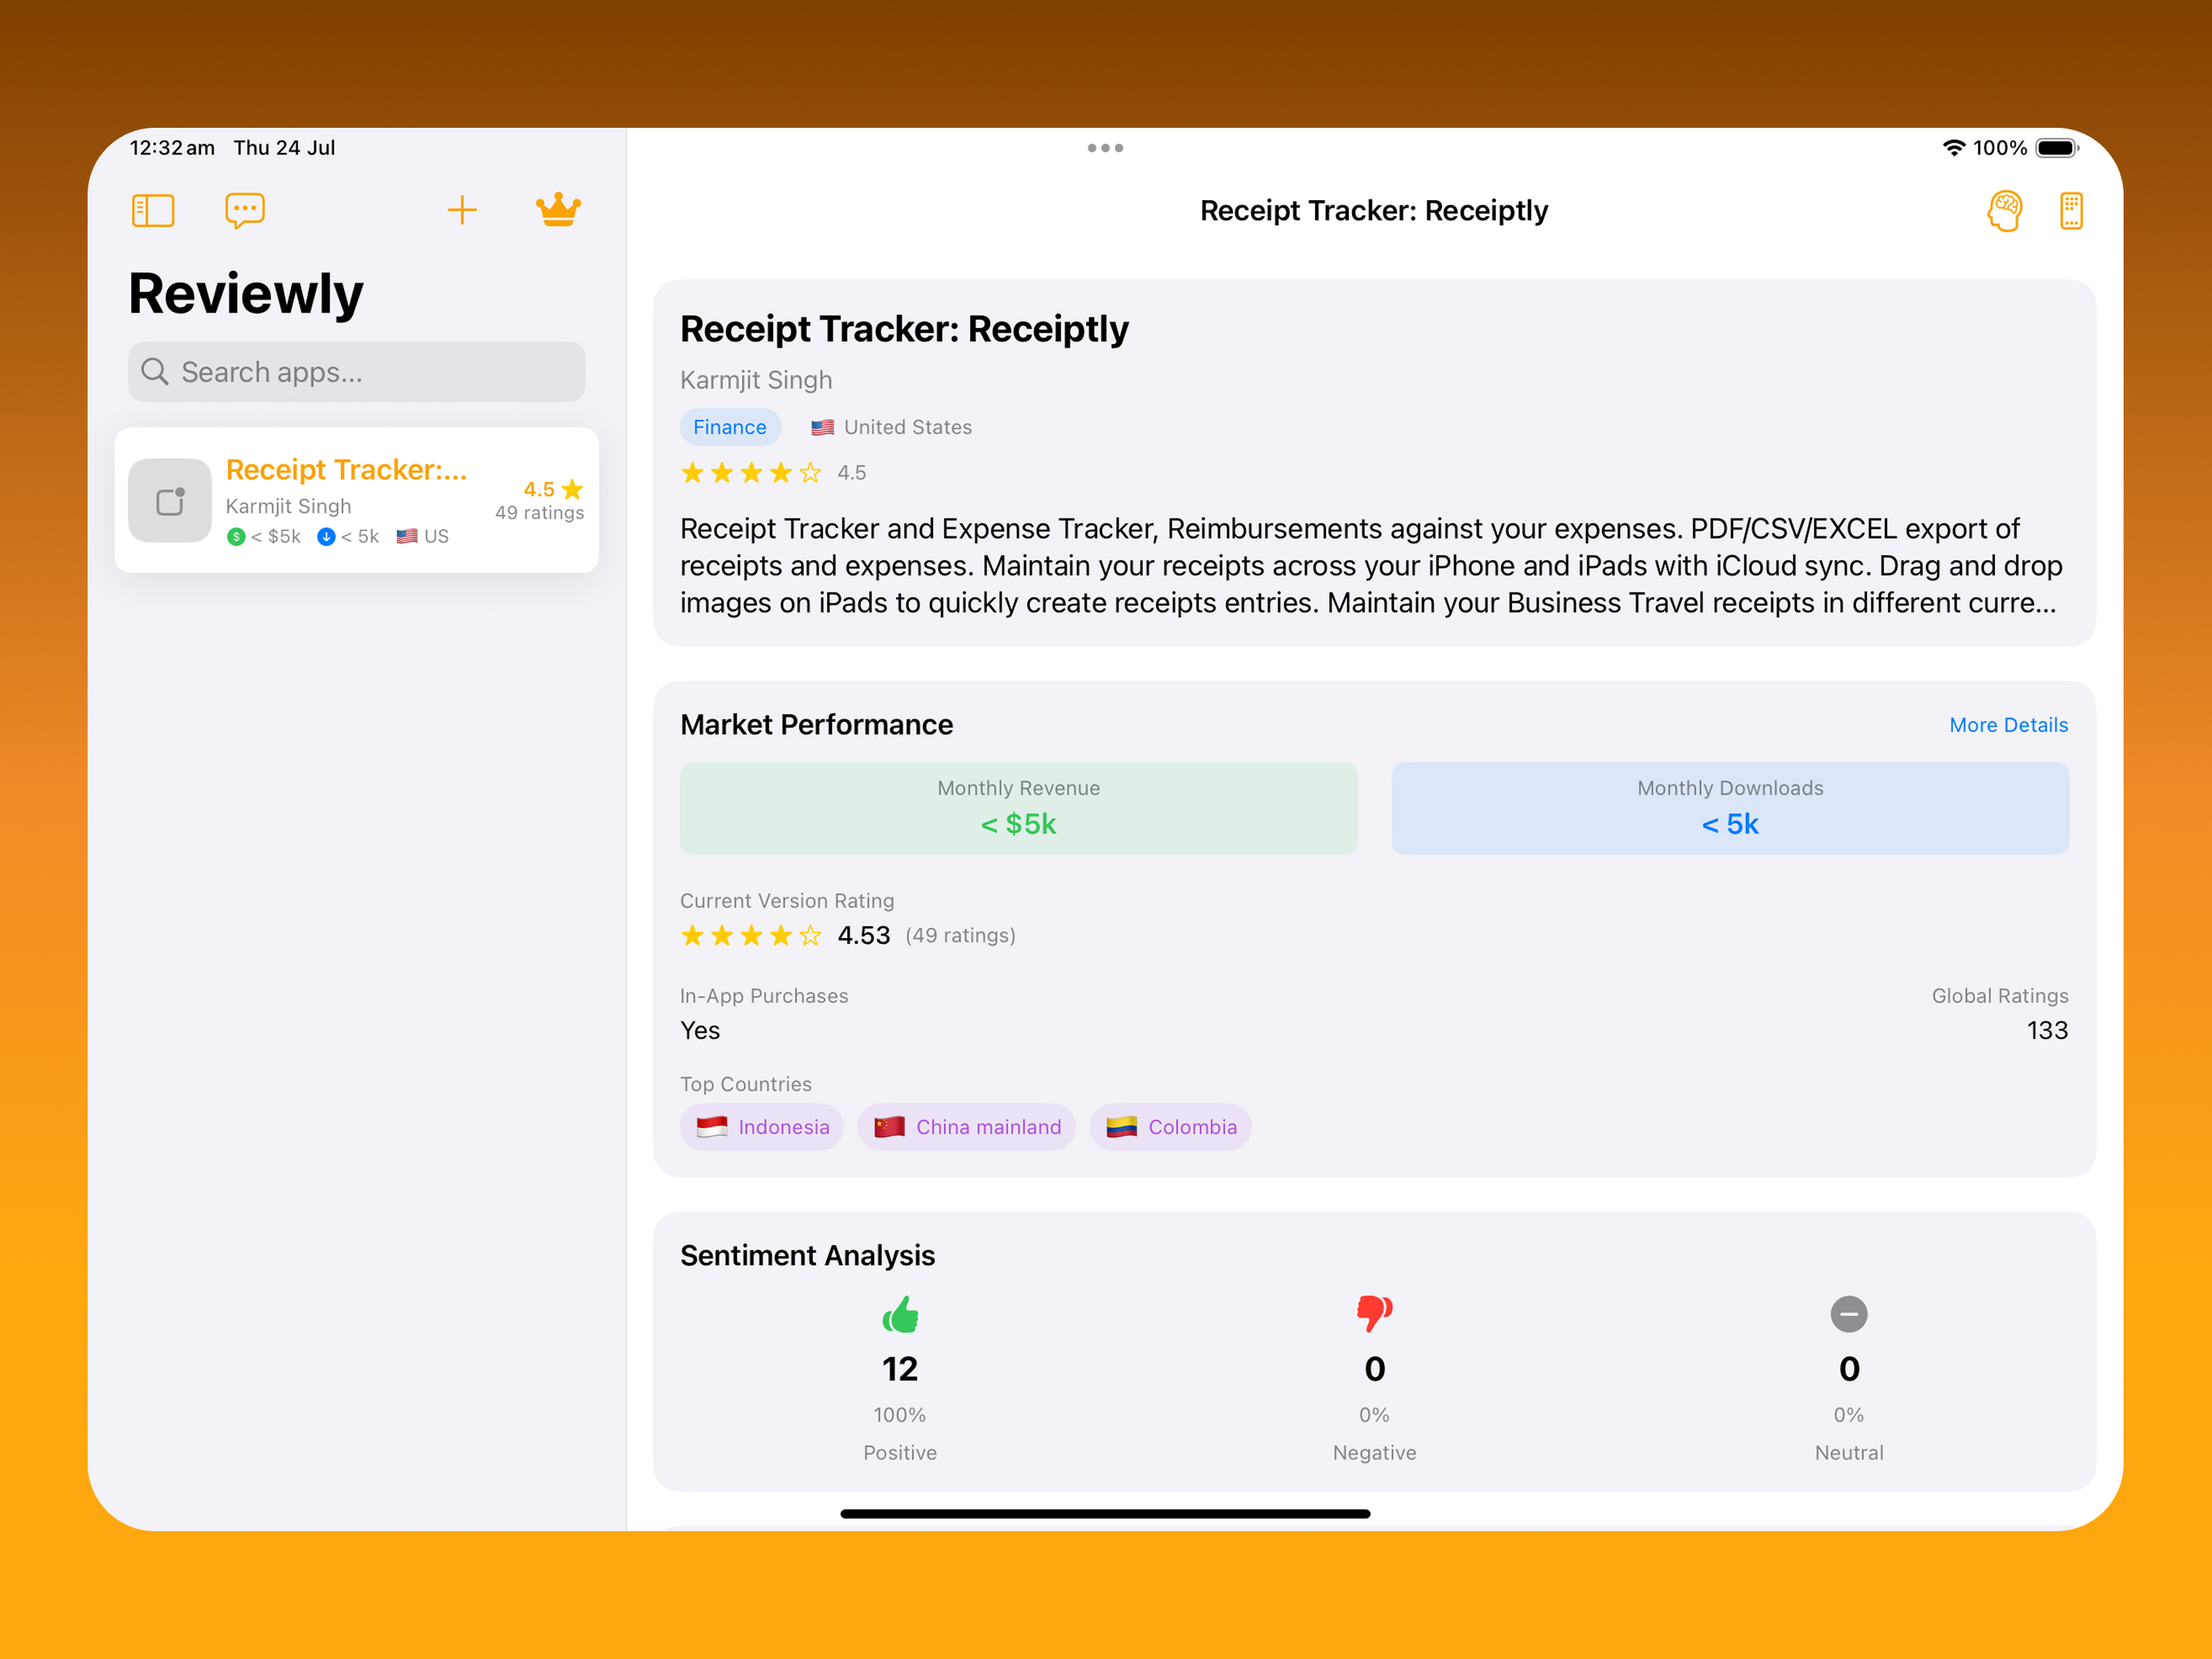 12:32 am Thu 24 Jul
100%
Reviewly
Search apps...
Receipt Tracker:...
Karmjit Singh
$ < $5k < 5k US
4.5
49 ratings
Receipt Tracker: Receiptly
Receipt Tracker: Receiptly
Karmjit Singh
Finance United States
4.5
Receipt Tracker and Expense Tracker, Reimbursements against your expenses. PDF/CSV/EXCEL export of
receipts and expenses. Maintain your receipts across your iPhone and iPads with iCloud sync. Drag and drop
images on iPads to quickly create receipts entries. Maintain your Business Travel receipts in different curre...
Market Performance More Details
Monthly Revenue
< $5k
Monthly Downloads
< 5k
Current Version Rating
4.53 (49 ratings)
In-App Purchases
Yes
Global Ratings
133
Top Countries
Indonesia China mainland Colombia
Sentiment Analysis
12
100%
Positive
0
0%
Negative
0
0%
Neutral